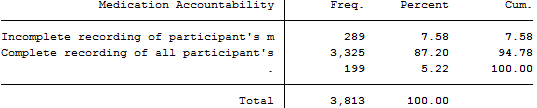 Medication Accountability Freq. Percent Cum.
Incomplete recording of participant's m 289 7.58 7.58
Complete recording of all participant's 3,325 87.20 94.78
. 199 5.22 100.00
Total 3,813 100.00